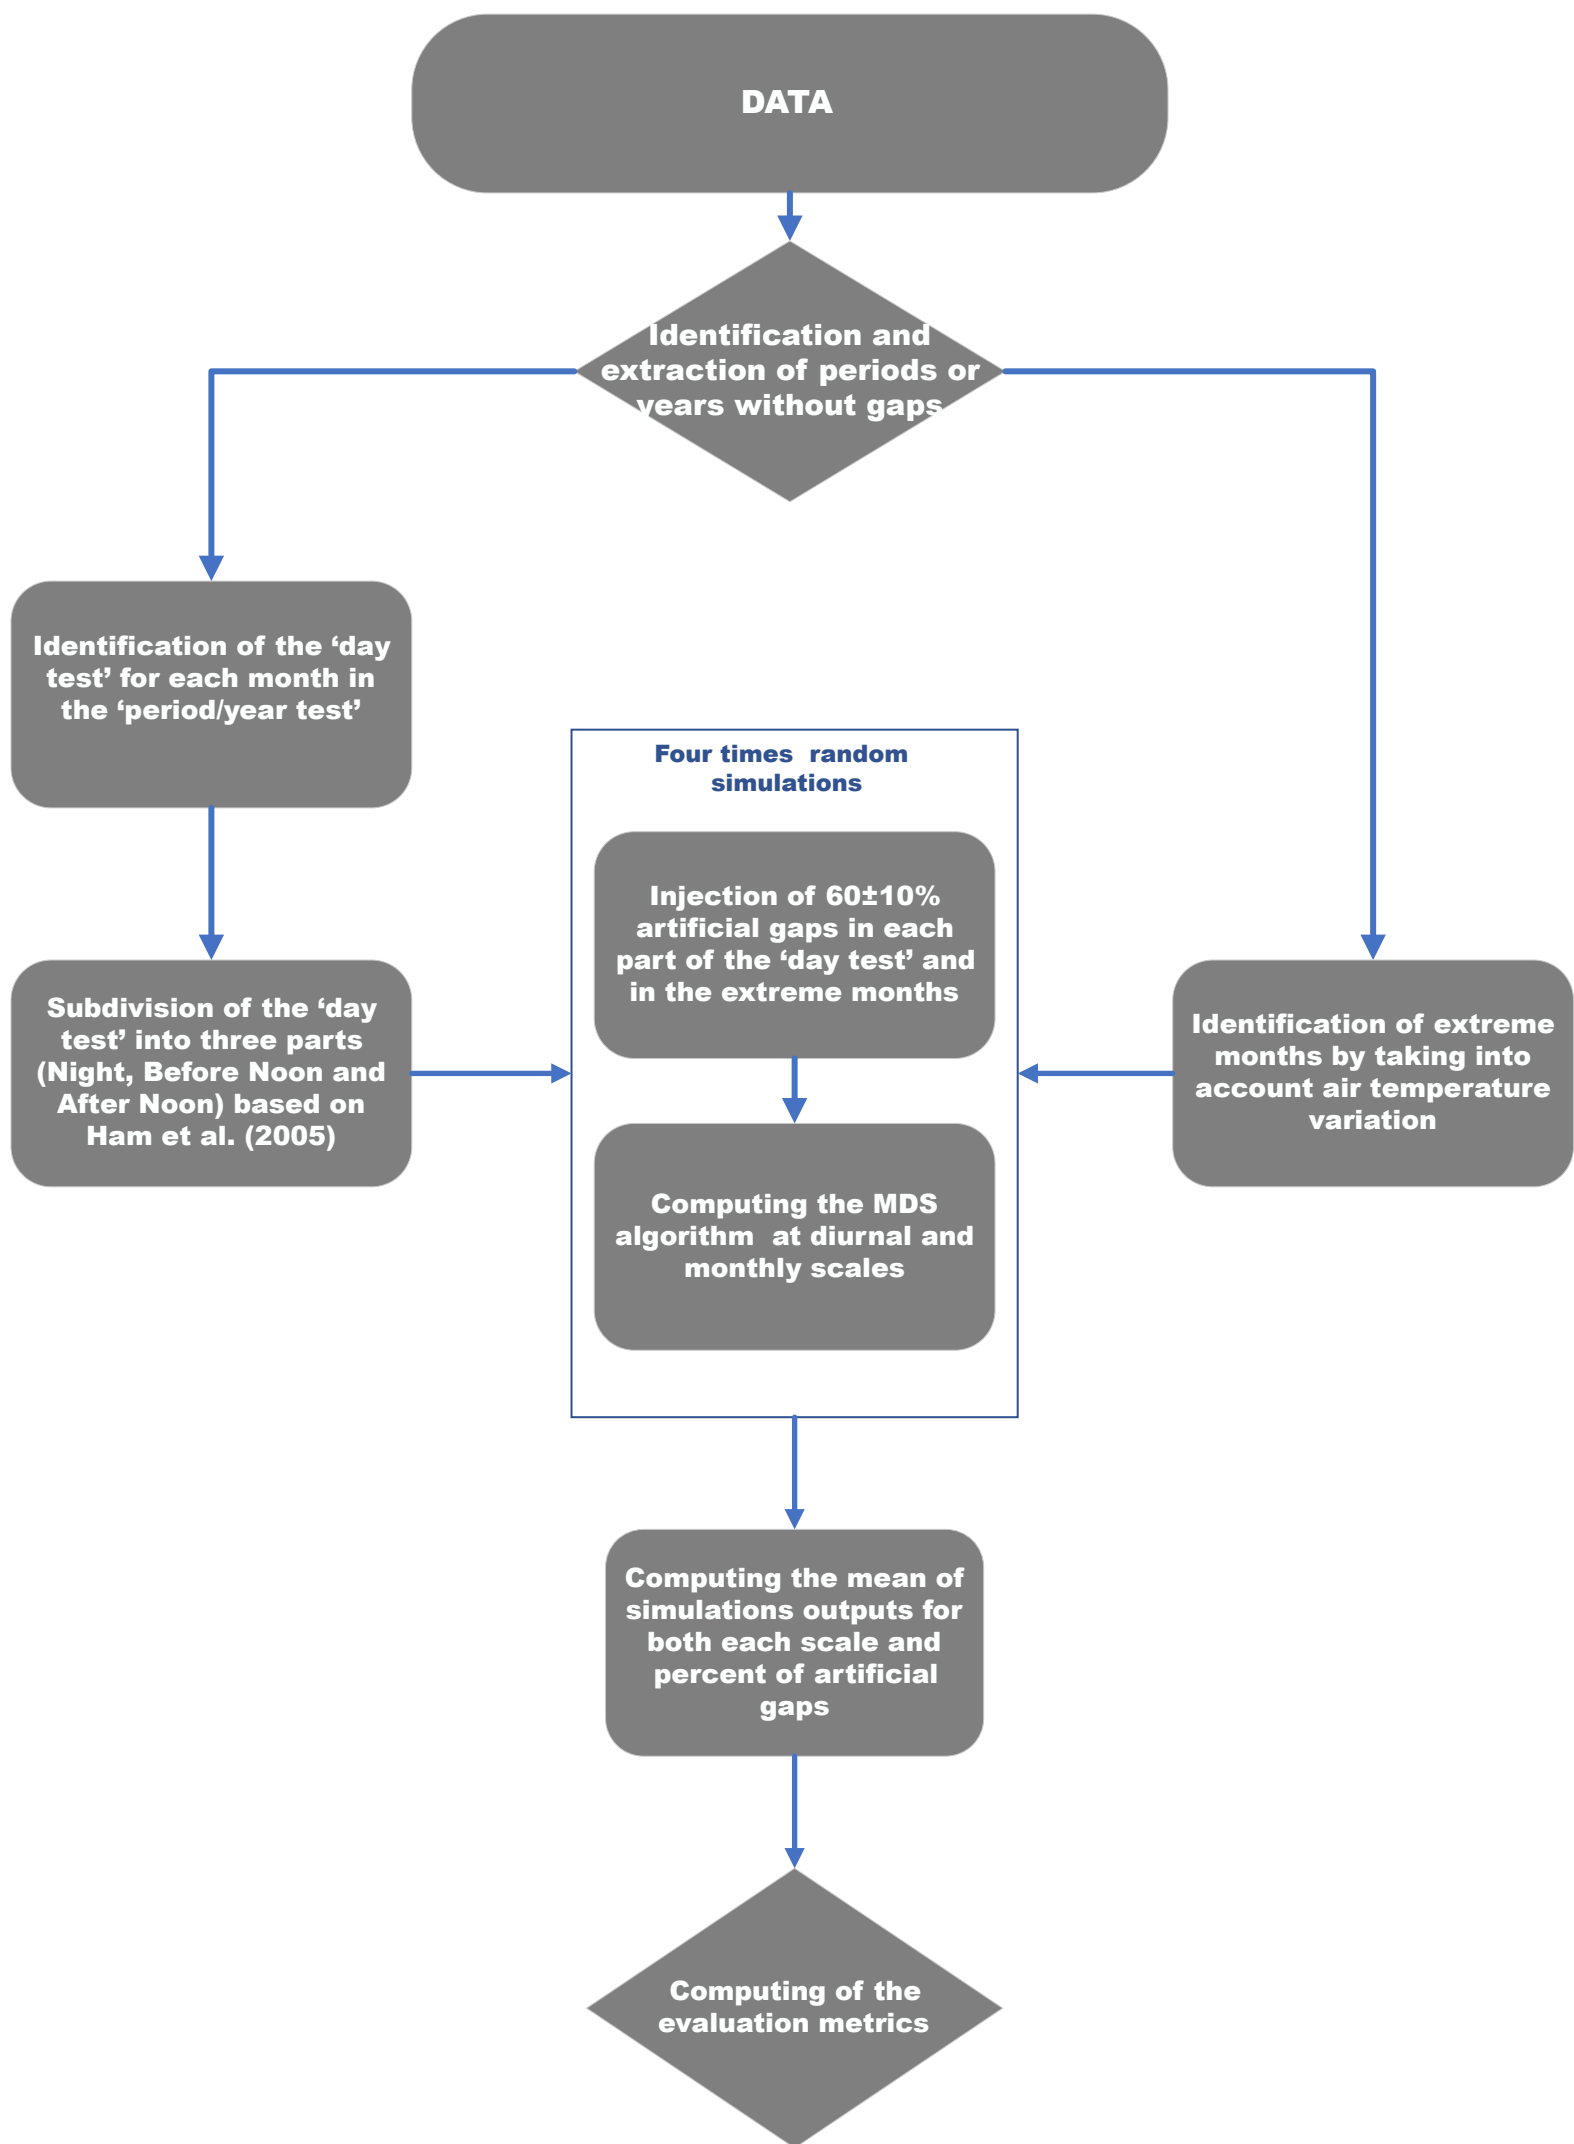 DATA
Identification and
extraction of periods or
years without gaps
Identification of the ‘day
test’ for each month in
the ‘period/year test’
Four times random
simulations
Injection of 60±10%
artificial gaps in each
part of the ‘day test’ and
in the extreme months
Subdivision of the ‘day
test’ into three parts
(Night, Before Noon and
After Noon) based on
Ham et al. (2005)
Identification of extreme
months by taking into
account air temperature
variation
Computing the MDS
algorithm at diurnal and
monthly scales
Computing the mean of
simulations outputs for
both each scale and
percent of artificial
gaps
Computing of the
evaluation metrics